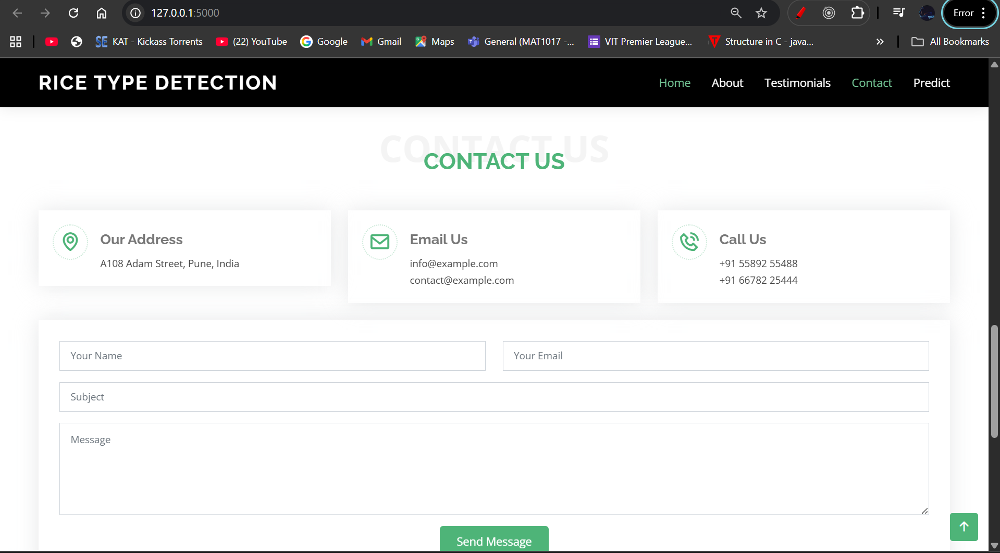 127.0.0.1:5000
Error
SE KAT - Kickass Torrents (22) YouTube Google Gmail Maps General (MAT1017 -... VIT Premier League... Structure in C - java... » All Bookmarks
RICE TYPE DETECTION
Home About Testimonials Contact Predict
CONTACT US
CONTACT US
Our Address
A108 Adam Street, Pune, India
Email Us
info@example.com
contact@example.com
Call Us
+91 55892 55488
+91 66782 25444
Your Name
Your Email
Subject
Message
Send Message